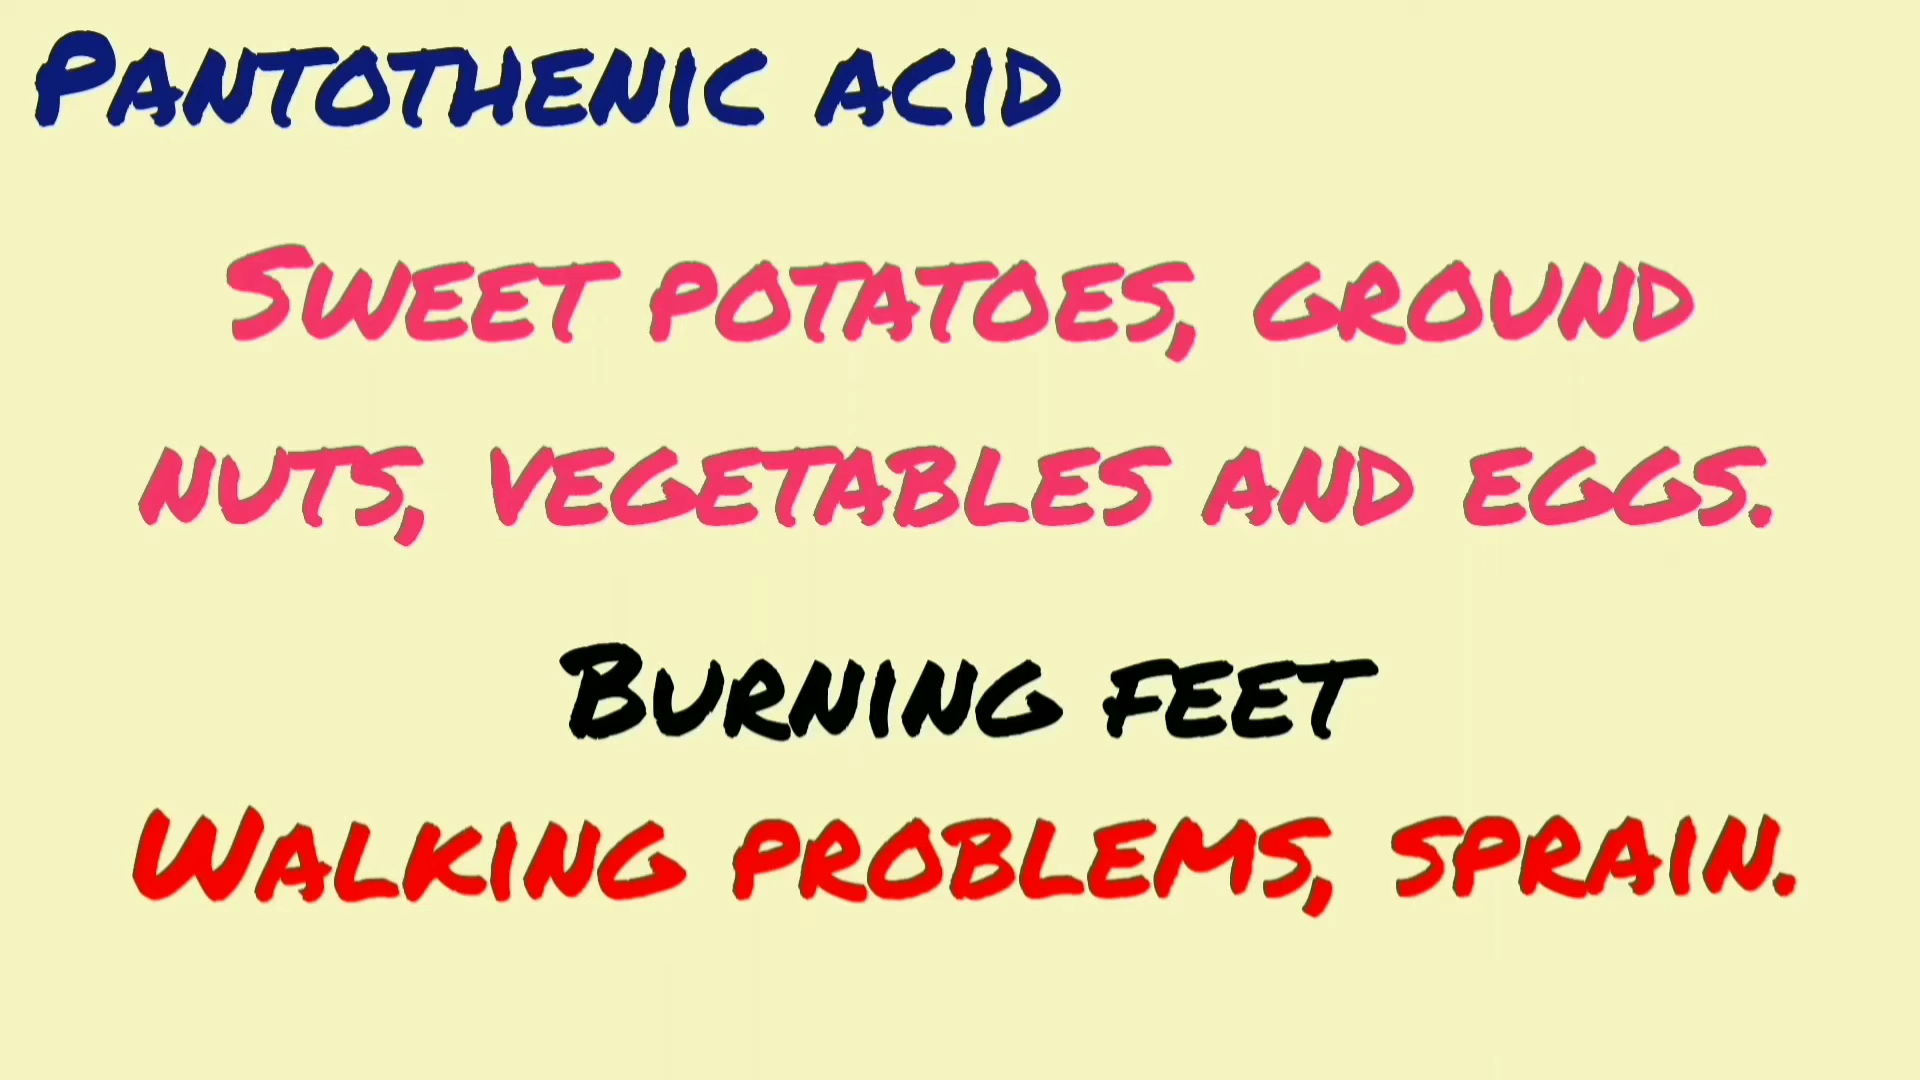 Pantothenic acid
Sweet potatoes, ground
nuts, vegetables and eggs.
Burning feet
Walking problems, sprain.